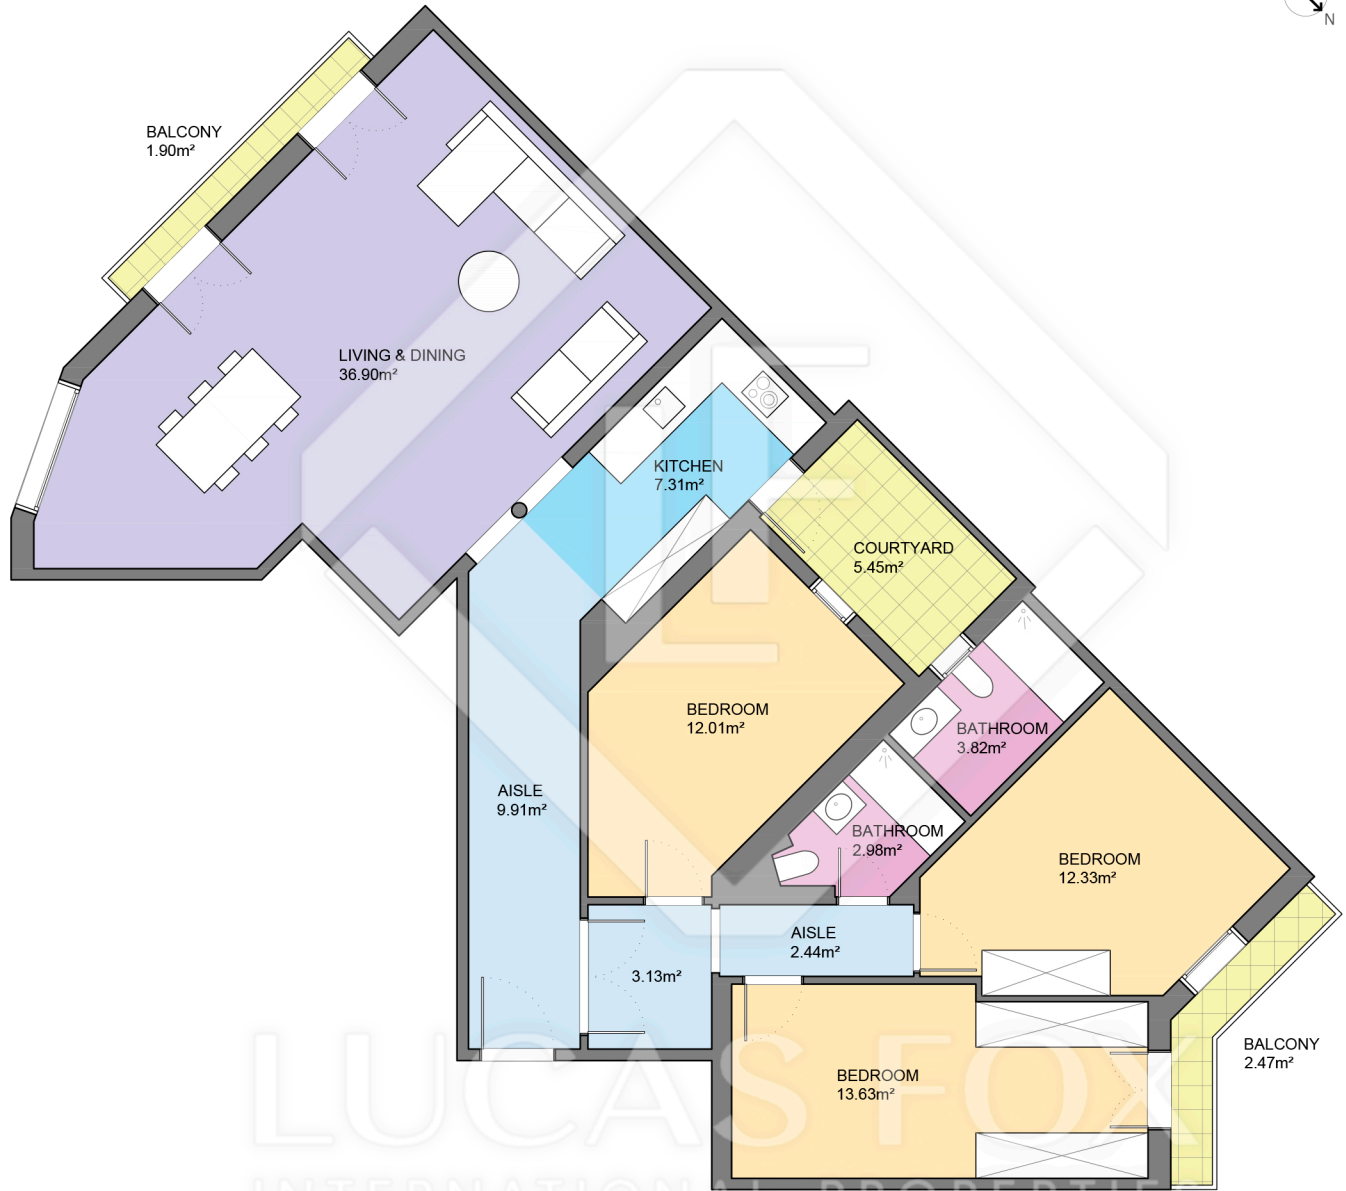 N
BALCONY
1.90m²
LIVING & DINING
36.90m²
KITCHEN
7.31m²
COURTYARD
5.45m²
BEDROOM
12.01m²
BATHROOM
3.82m²
AISLE
9.91m²
BATHROOM
2.98m²
BEDROOM
12.33m²
AISLE
2.44m²
3.13m²
BALCONY
2.47m²
BEDROOM
13.63m²
LUCAS FOX
INTERNATIONAL PROPERTIES